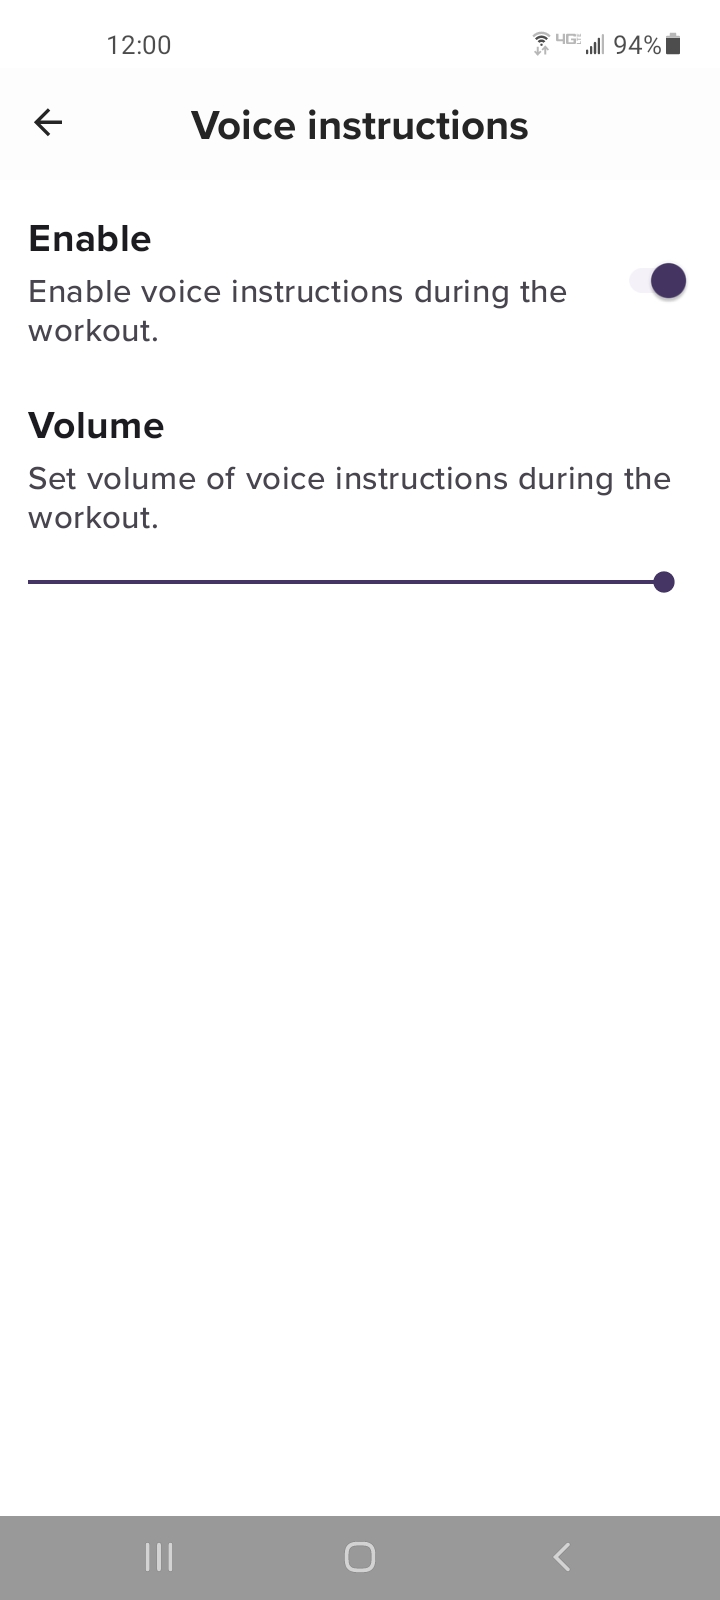 12:00
4G 94%
Voice instructions
Enable
Enable voice instructions during the
workout.
Volume
Set volume of voice instructions during the
workout.